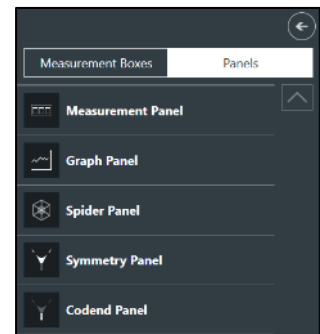 Measurement Boxes Panels
Measurement Panel
Graph Panel
Spider Panel
Symmetry Panel
Codend Panel